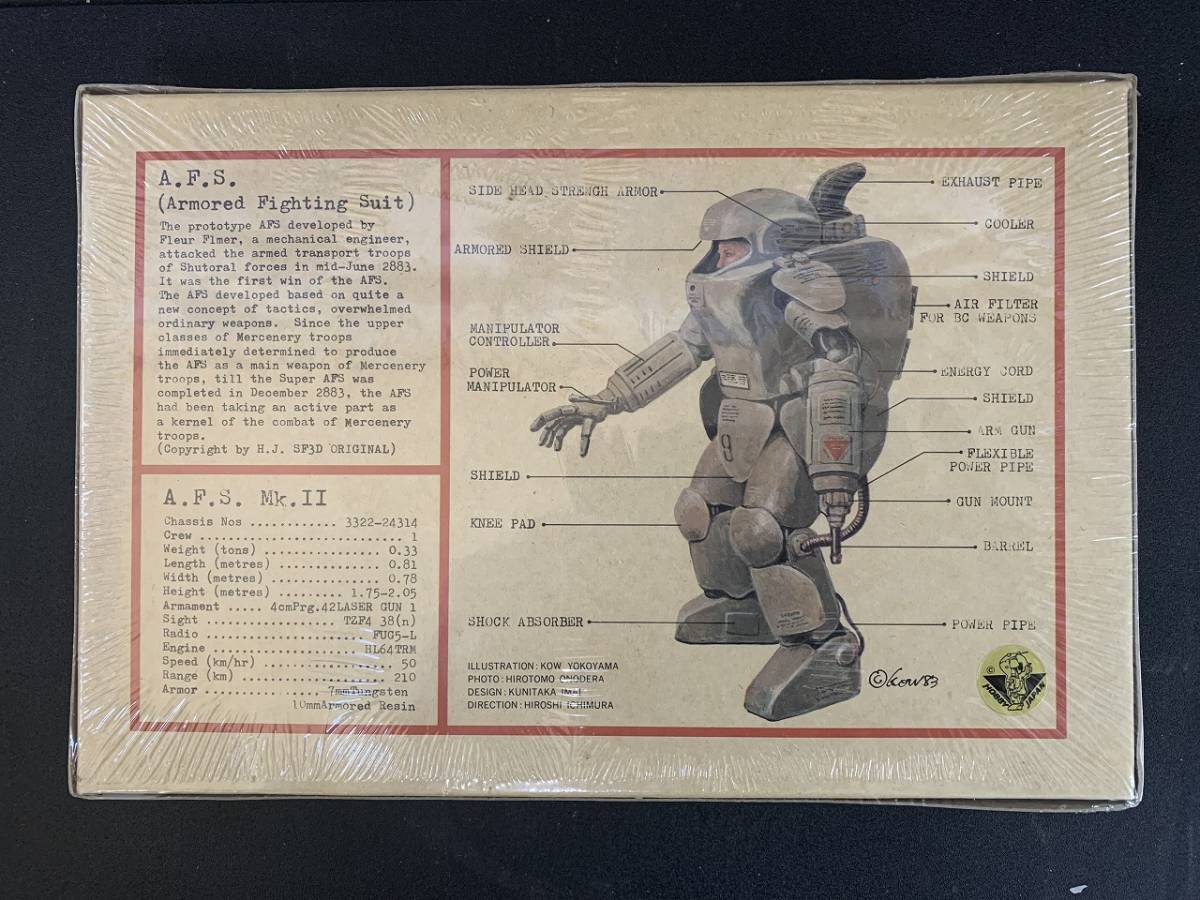 A.F.S.
(Armored Fighting Suit)
The prototype AFS developed by
Fleur Flmer, a mechanical engineer,
attacked the armed transport troops
of Shutoral forces in mid-June 2883.
It was the first win of the AFS.
The AFS developed based on quite a
new concept of tactics, overwhelmed
ordinary weapons. Since the upper
classes of Mercenery troops
immediately determined to produce
the AFS as a main weapon of Mercenery
troops, till the Super AFS was
completed in December 2883, the AFS
had been taking an active part as
a kernel of the combat of Mercenery
troops.
(Copyright by H.J. SF3D ORIGINAL)
A.F.S. Mk.II
Chassis Nos ............ 3322-24314
Crew ............................ 1
Weight (tons) ................ 0.33
Length (metres) .............. 0.81
Width (metres) ............... 0.78
Height (metres) ......... 1.75-2.05
Armament ..... 4cmPrg.42LASER GUN 1
Sight .................. TZF4 38(n)
Radio ....................... FUG5-L
Engine .................... HL64TRM
Speed (km/hr) .................. 50
Range (km) .................... 210
Armor ................ 7mmTungsten
10mmArmored Resin
SIDE HEAD STRENGH ARMOR
ARMORED SHIELD
MANIPULATOR
CONTROLLER
POWER
MANIPULATOR
SHIELD
KNEE PAD
SHOCK ABSORBER
EXHAUST PIPE
COOLER
SHIELD
AIR FILTER
FOR BC WEAPONS
ENERGY CORD
SHIELD
ARM GUN
FLEXIBLE
POWER PIPE
GUN MOUNT
BARREL
POWER PIPE
9
ILLUSTRATION: KOW YOKOYAMA
PHOTO: HIROTOMO ONODERA
DESIGN: KUNITAKA IMAI
DIRECTION: HIROSHI ICHIMURA
©KOW83
©
HOBBY JAPAN